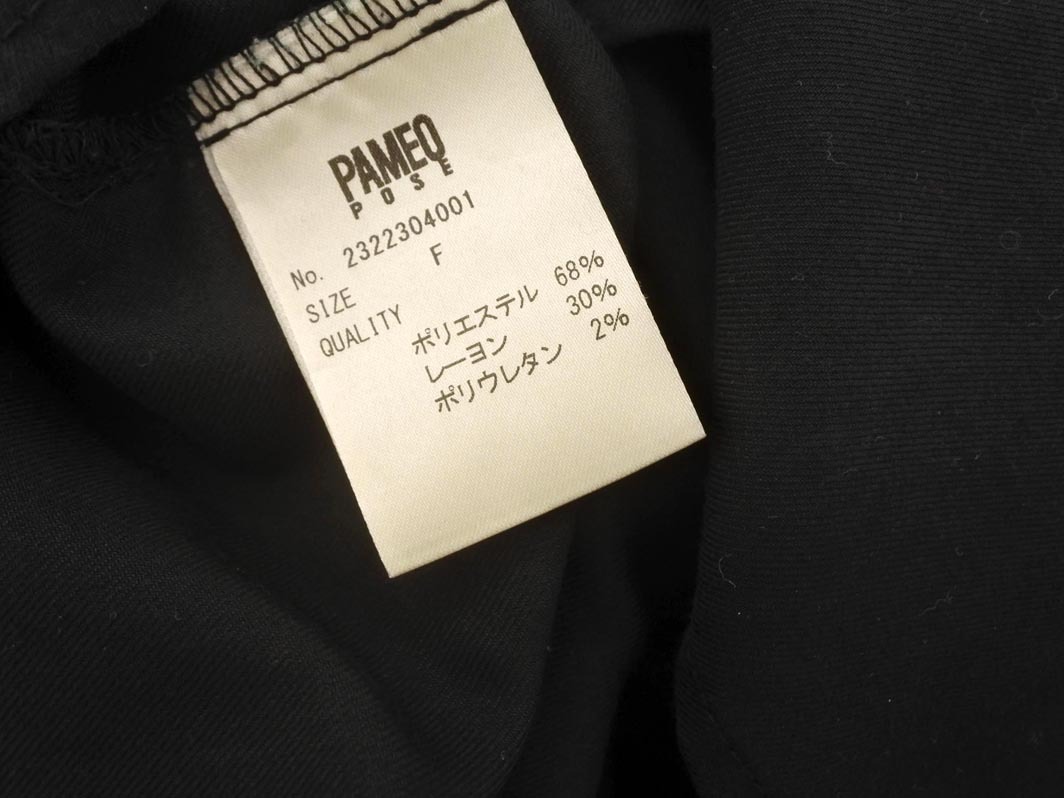 PAMEO
POSE
No. 2322304001
SIZE F
QUALITY ポリエステル 68%
レーヨン 30%
ポリウレタン 2%